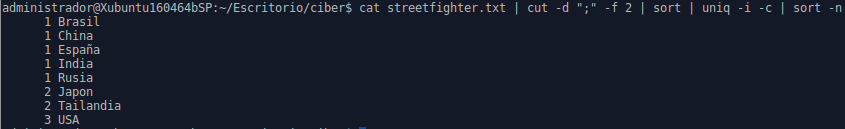 administrador@Xubuntu160464bSP:~/Escritorio/ciber$ cat streetfighter.txt | cut -d ";" -f 2 | sort | uniq -i -c | sort -n
1 Brasil
1 China
1 España
1 India
1 Rusia
2 Japon
2 Tailandia
3 USA